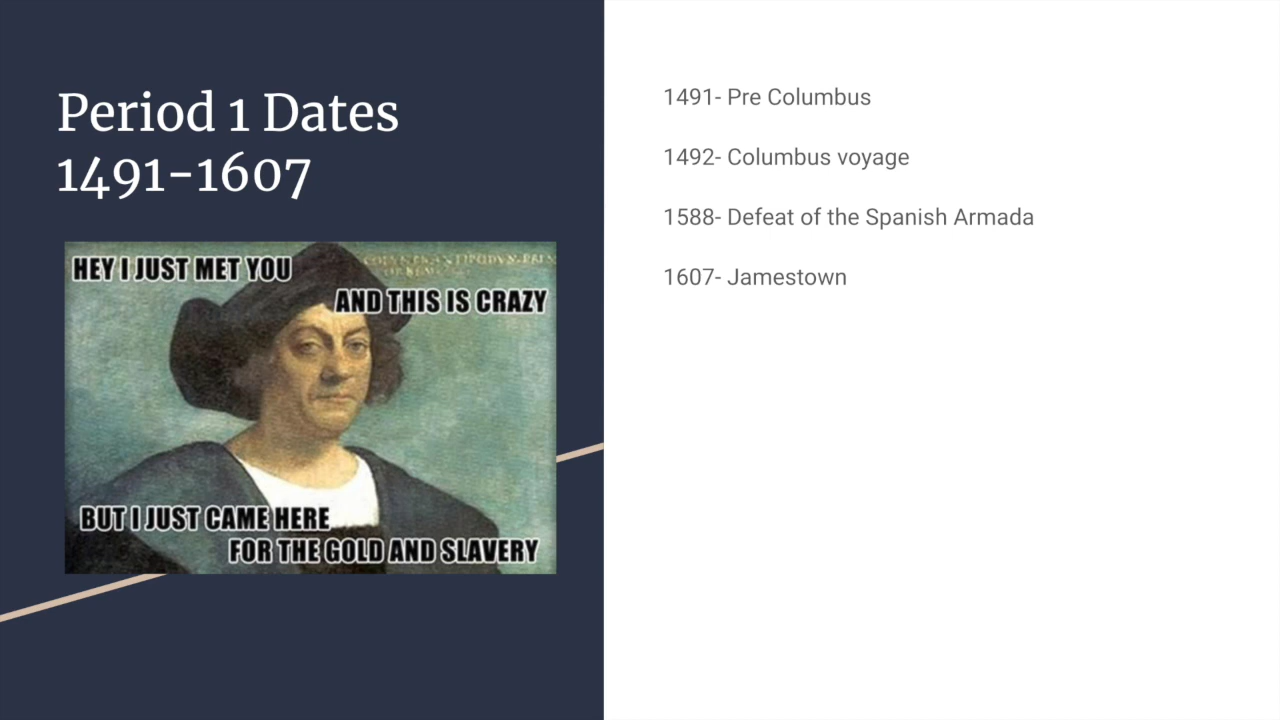 Period 1 Dates
1491-1607
HEY I JUST MET YOU
AND THIS IS CRAZY
BUT I JUST CAME HERE
FOR THE GOLD AND SLAVERY
1491- Pre Columbus
1492- Columbus voyage
1588- Defeat of the Spanish Armada
1607- Jamestown